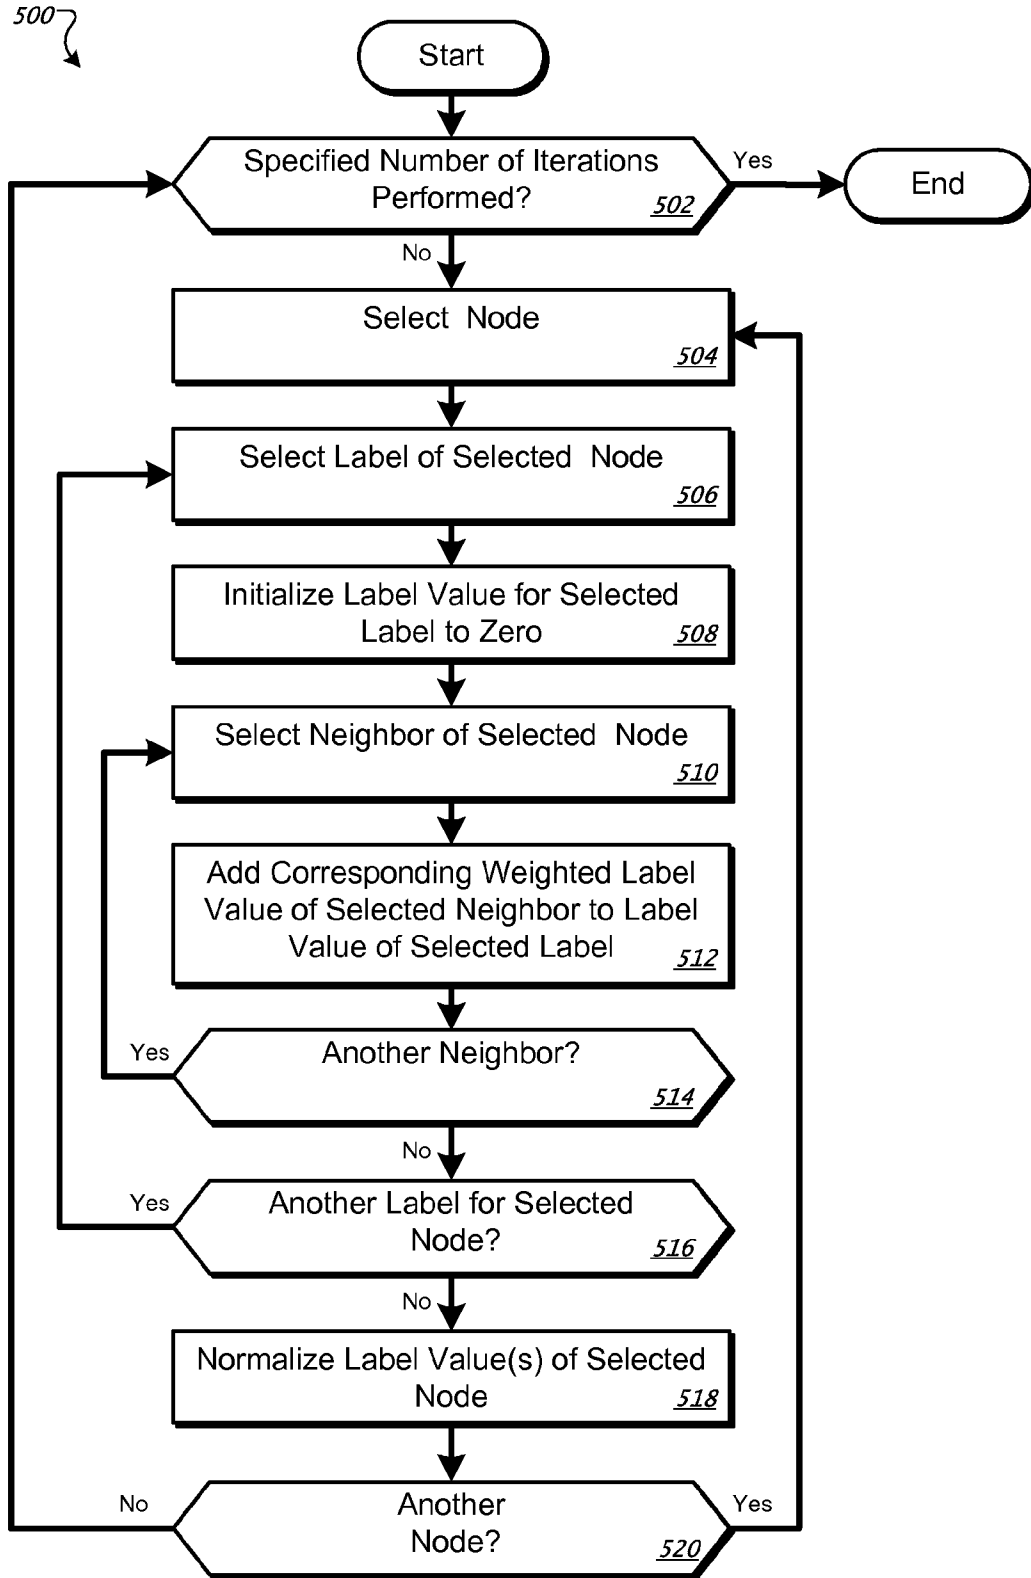 500
Start
Specified Number of Iterations
Performed?
502
Yes
End
No
Select Node
504
Select Label of Selected Node
506
Initialize Label Value for Selected
Label to Zero
508
Select Neighbor of Selected Node
510
Add Corresponding Weighted Label
Value of Selected Neighbor to Label
Value of Selected Label
512
Yes
Another Neighbor?
514
No
Yes
Another Label for Selected
Node?
516
No
Normalize Label Value(s) of Selected
Node
518
No
Another
Node?
520
Yes